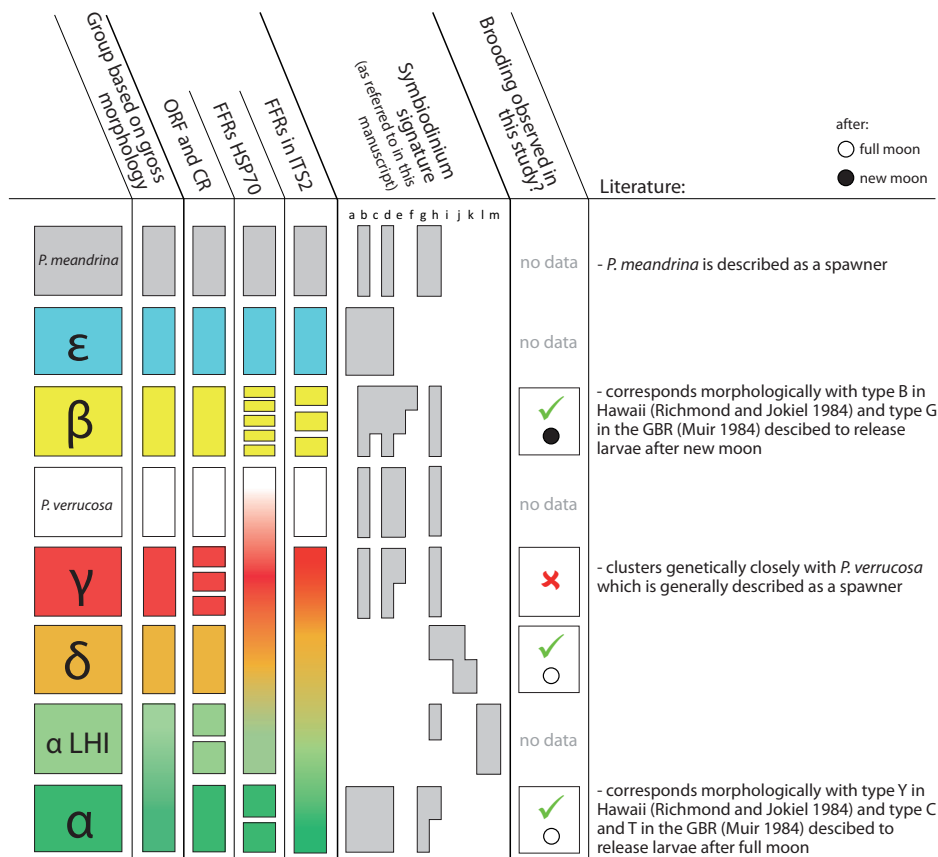 Group based on gross
morphology
ORF and CR
FFRs HSP70
FFRs in ITS2
Symbiodinium
signature
(as referred to in this
manuscript)
Brooding observed in
this study?
Literature:
after:
full moon
new moon
a b c d e f g h i j k l m
P. meandrina
no data
- P. meandrina is described as a spawner
ε
no data
β
- corresponds morphologically with type B in
Hawaii (Richmond and Jokiel 1984) and type G
in the GBR (Muir 1984) descibed to release
larvae after new moon
P. verrucosa
no data
γ
- clusters genetically closely with P. verrucosa
which is generally described as a spawner
δ
α LHI
no data
α
- corresponds morphologically with type Y in
Hawaii (Richmond and Jokiel 1984) and type C
and T in the GBR (Muir 1984) descibed to
release larvae after full moon